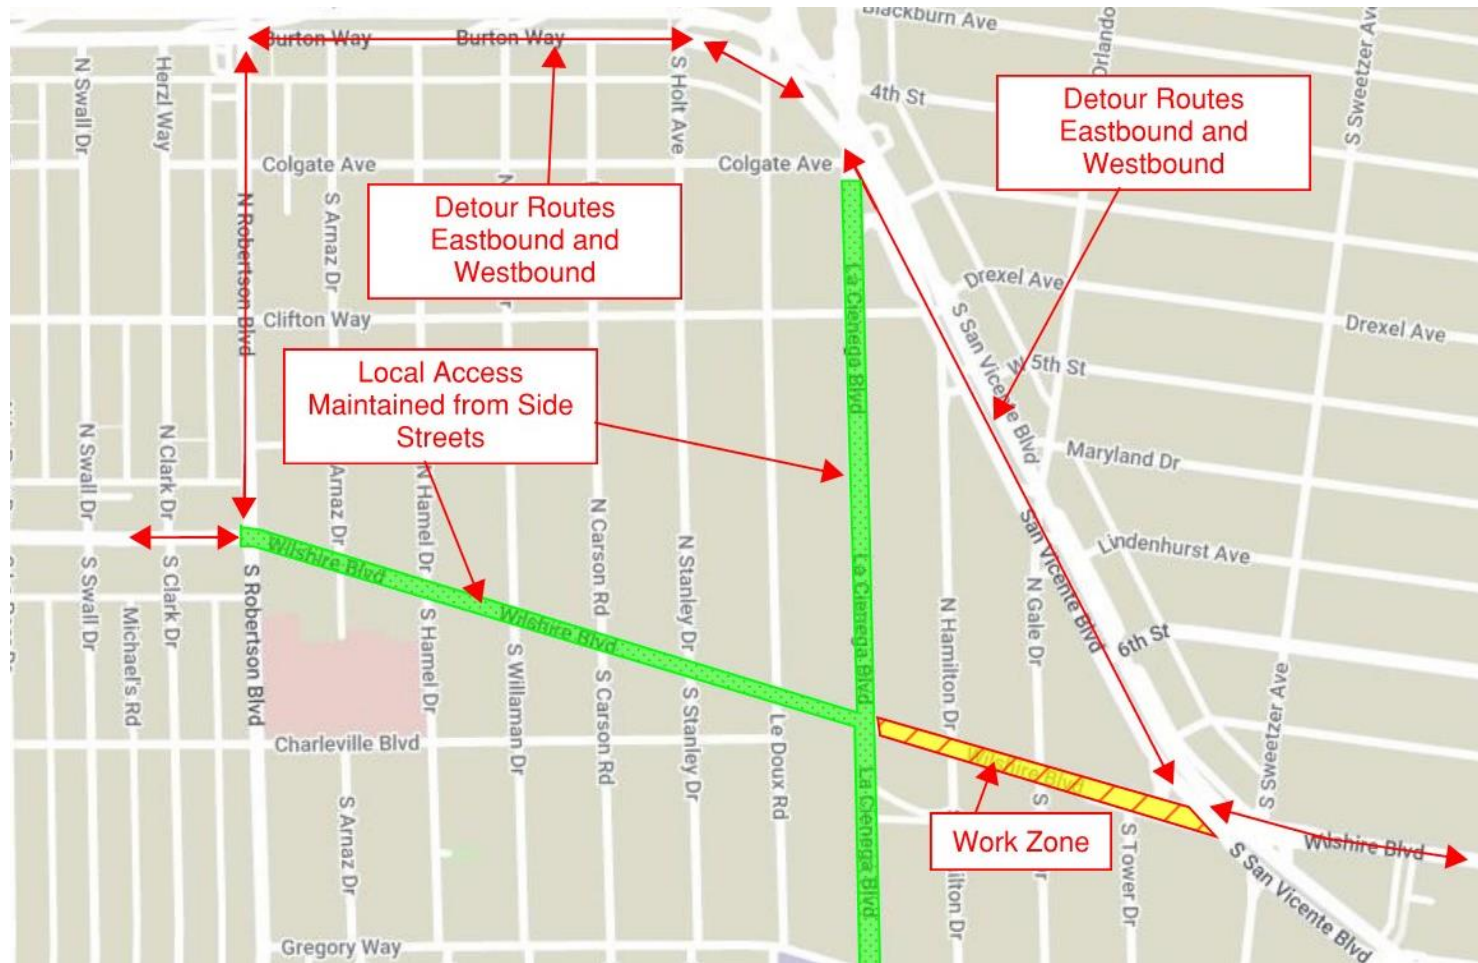 Blackburn Ave
Burton Way
Burton Way
Orlando
S Sweetzer Ave
N Swall Dr
Herzl Way
S Holt Ave
4th St
Detour Routes
Eastbound and
Westbound
Colgate Ave
Colgate Ave
N Robertson Blvd
S Arnaz Dr
Detour Routes
Eastbound and
Westbound
Drexel Ave
Drexel Ave
La Cienega Blvd
S San Vicente Blvd
Clifton Way
W 5th St
Local Access
Maintained from Side
Streets
Maryland Dr
N Swall Dr
N Clark Dr
Arnaz Dr
N Hamel Dr
N Carson Rd
N Stanley Dr
San Vicente Blvd
Lindenhurst Ave
Wilshire Blvd
Wilshire Blvd
La Cienega Blvd
S Swall Dr
S Clark Dr
Michael's Rd
S Robertson Blvd
S Hamel Dr
S Willaman Dr
S Carson Rd
S Stanley Dr
Le Doux Rd
N Hamilton Dr
N Gale Dr
6th St
S Sweetzer Ave
Charleville Blvd
Wilshire Blvd
La Cienega Blvd
S Arnaz Dr
Work Zone
S Tower Dr
Wilshire Blvd
S San Vicente Blvd
ilton Dr
Gregory Way